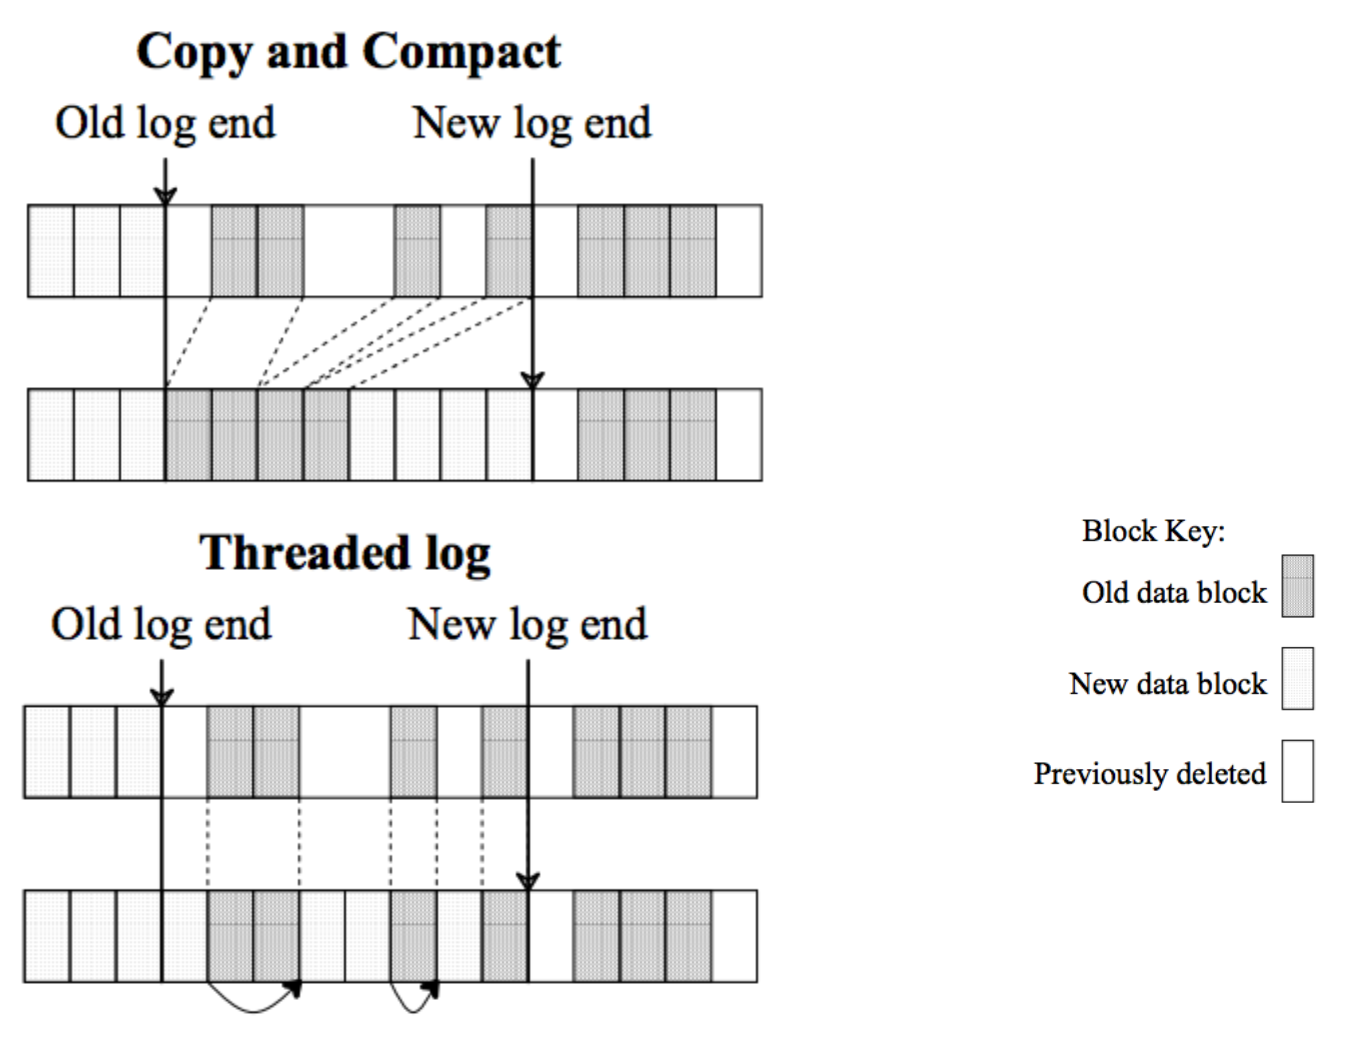 Copy and Compact
Old log end New log end
Threaded log
Old log end New log end
Block Key:
Old data block
New data block
Previously deleted